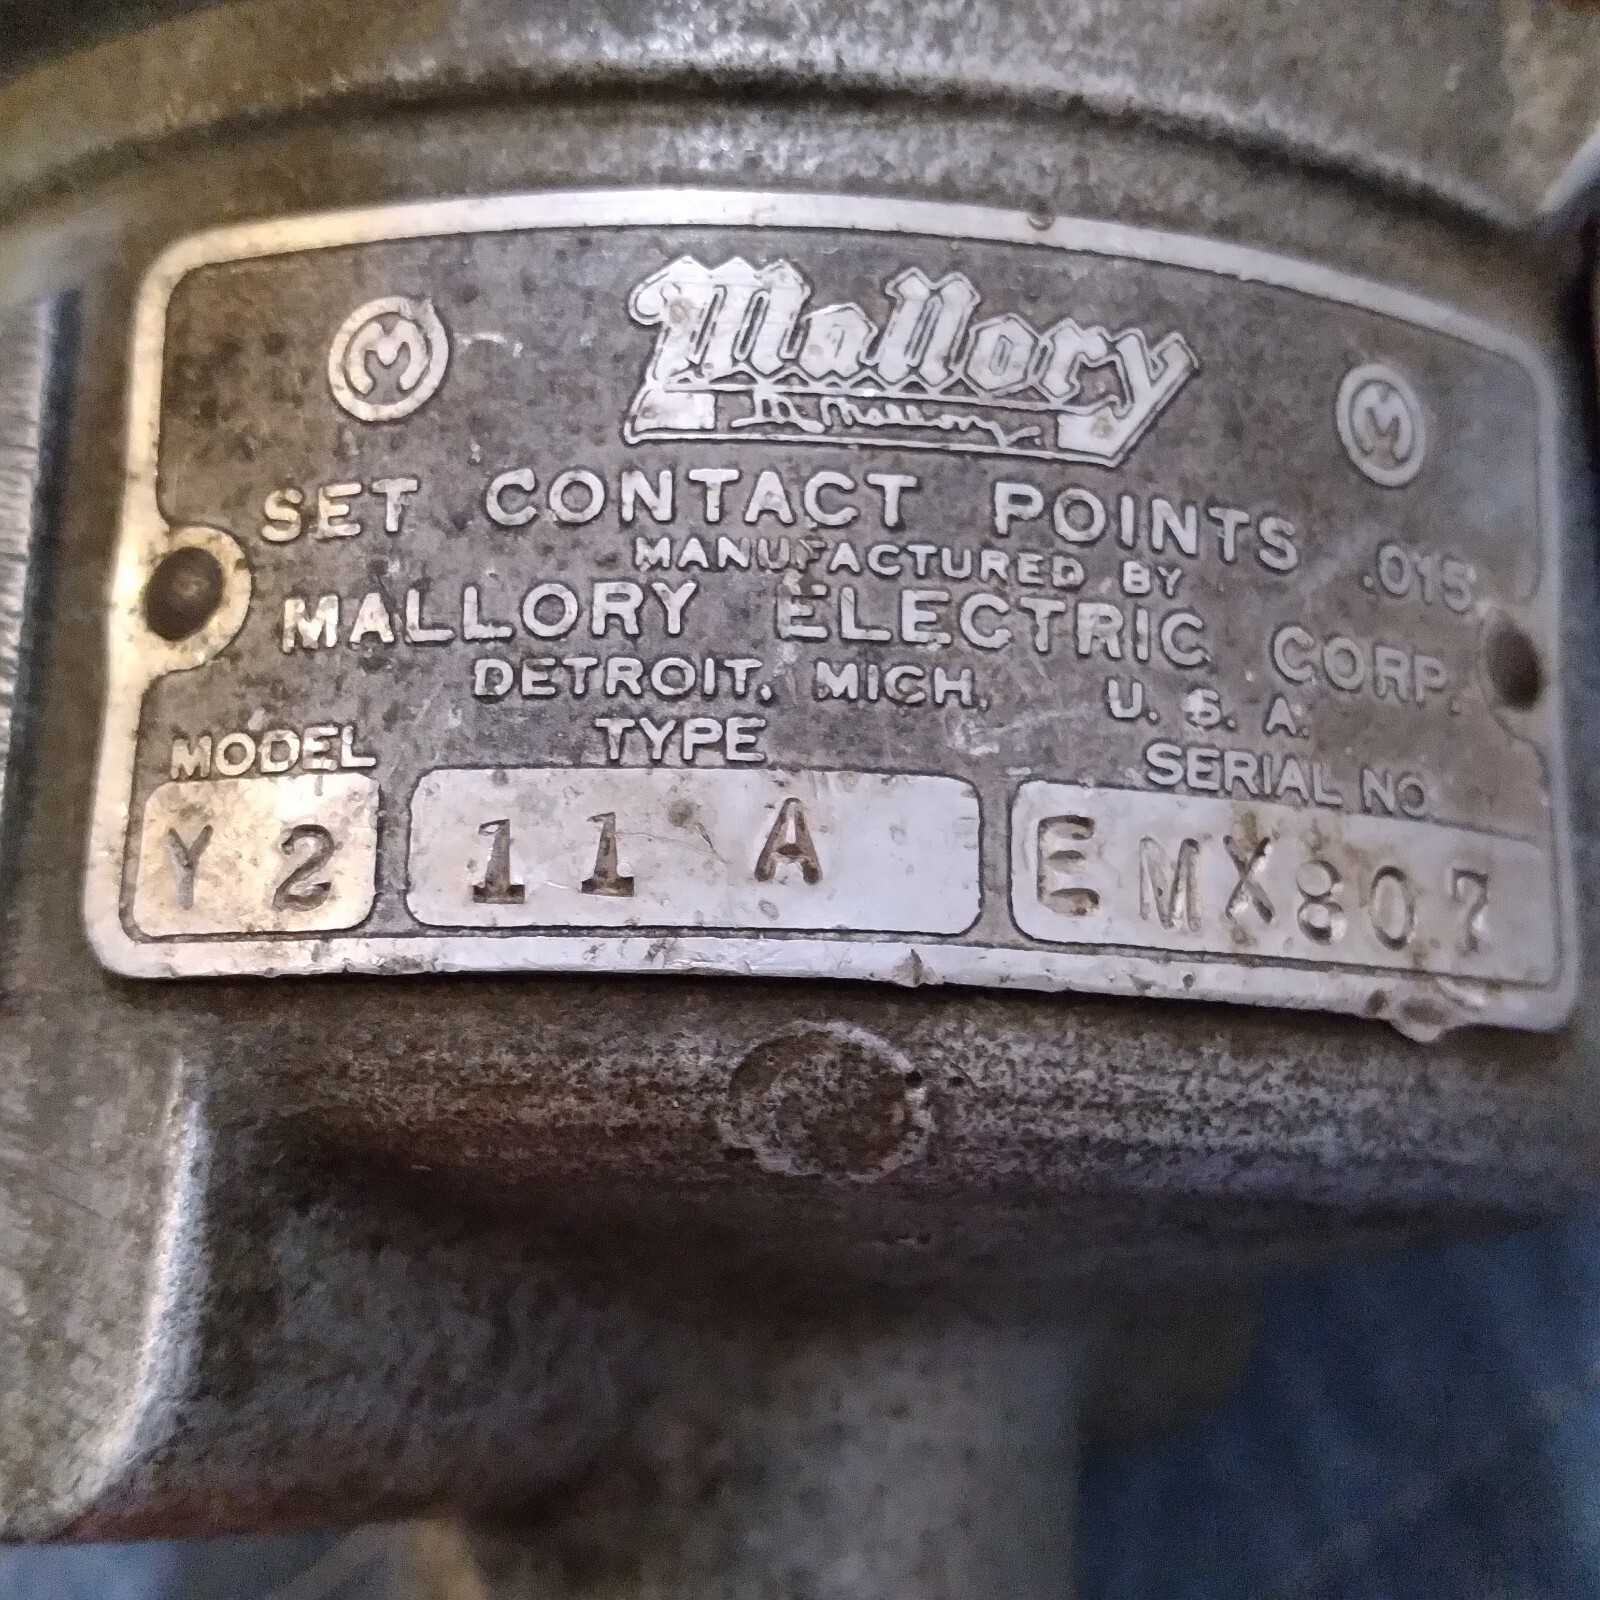 M Mallory M
SET CONTACT POINTS .015
MANUFACTURED BY
MALLORY ELECTRIC CORP.
DETROIT, MICH. U. S. A.
MODEL TYPE SERIAL NO.
Y2 11 A EMX807